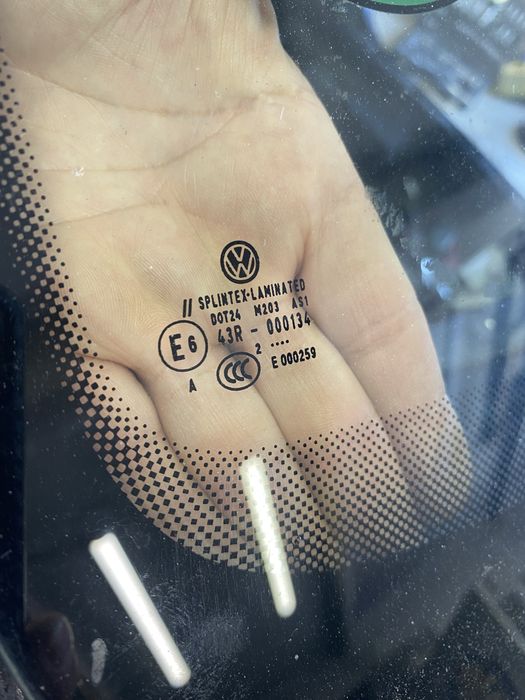 VW
// SPLINTEX-LAMINATED
DOT24 M203 AS1
E6 43R - 000134
2 ....
A CCC E 000259